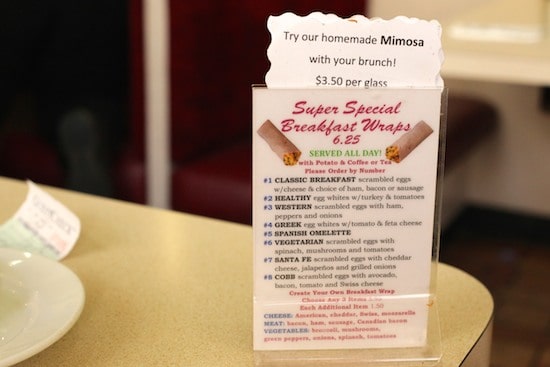 Try our homemade Mimosa
with your brunch!
$3.50 per glass
Super Special
Breakfast Wraps
6.25
SERVED ALL DAY!
with Potato & Coffee or Tea
Please Order by Number
#1 CLASSIC BREAKFAST scrambled eggs
w/cheese & choice of ham, bacon or sausage
#2 HEALTHY egg whites w/turkey & tomatoes
#3 WESTERN scrambled eggs with ham,
peppers and onions
#4 GREEK egg whites w/tomato & feta cheese
#5 SPANISH OMELETTE
#6 VEGETARIAN scrambled eggs with
spinach, mushrooms and tomatoes
#7 SANTA FE scrambled eggs with cheddar
cheese, jalapeños and grilled onions
#8 COBB scrambled eggs with avocado,
bacon, tomato and Swiss cheese
Create Your Own Breakfast Wrap
Choose Any 3 Items
Each Additional Item 1.50
CHEESE: American, cheddar, Swiss, mozzarella
MEAT: bacon, ham, sausage, Canadian bacon
VEGETABLES: broccoli, mushrooms,
green peppers, onions, spinach, tomatoes